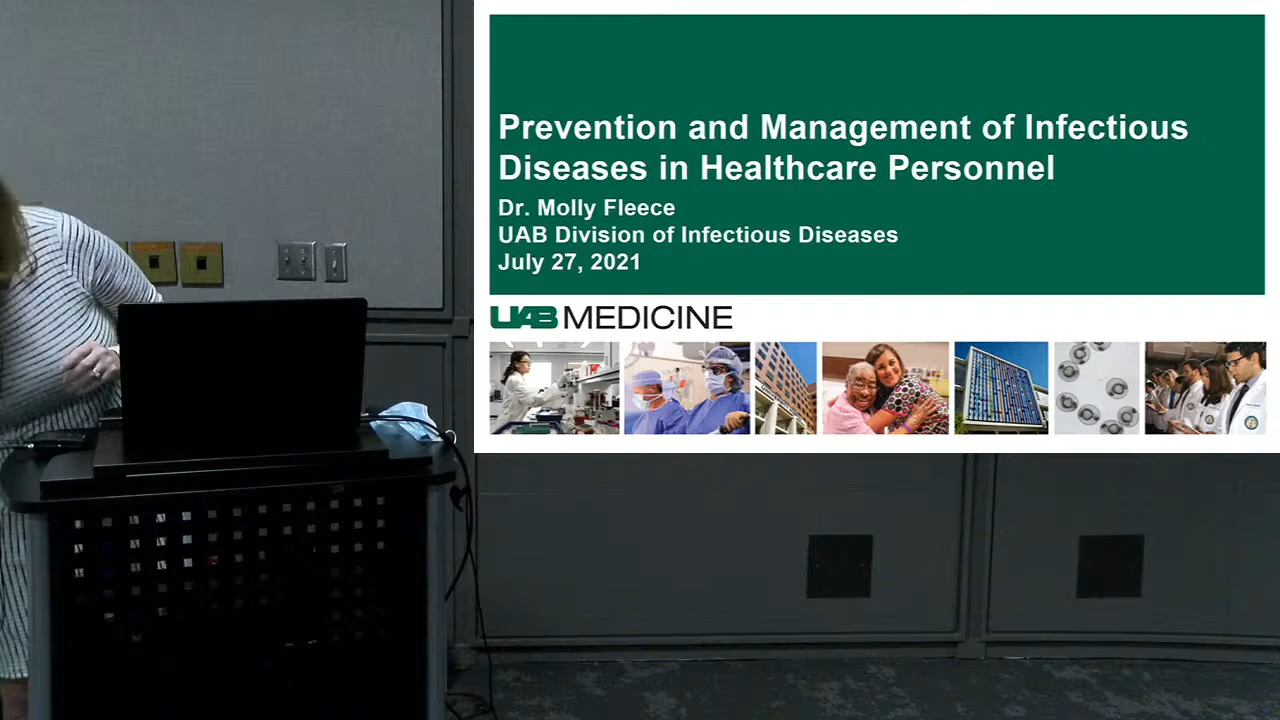 Prevention and Management of Infectious
Diseases in Healthcare Personnel
Dr. Molly Fleece
UAB Division of Infectious Diseases
July 27, 2021
UAB MEDICINE